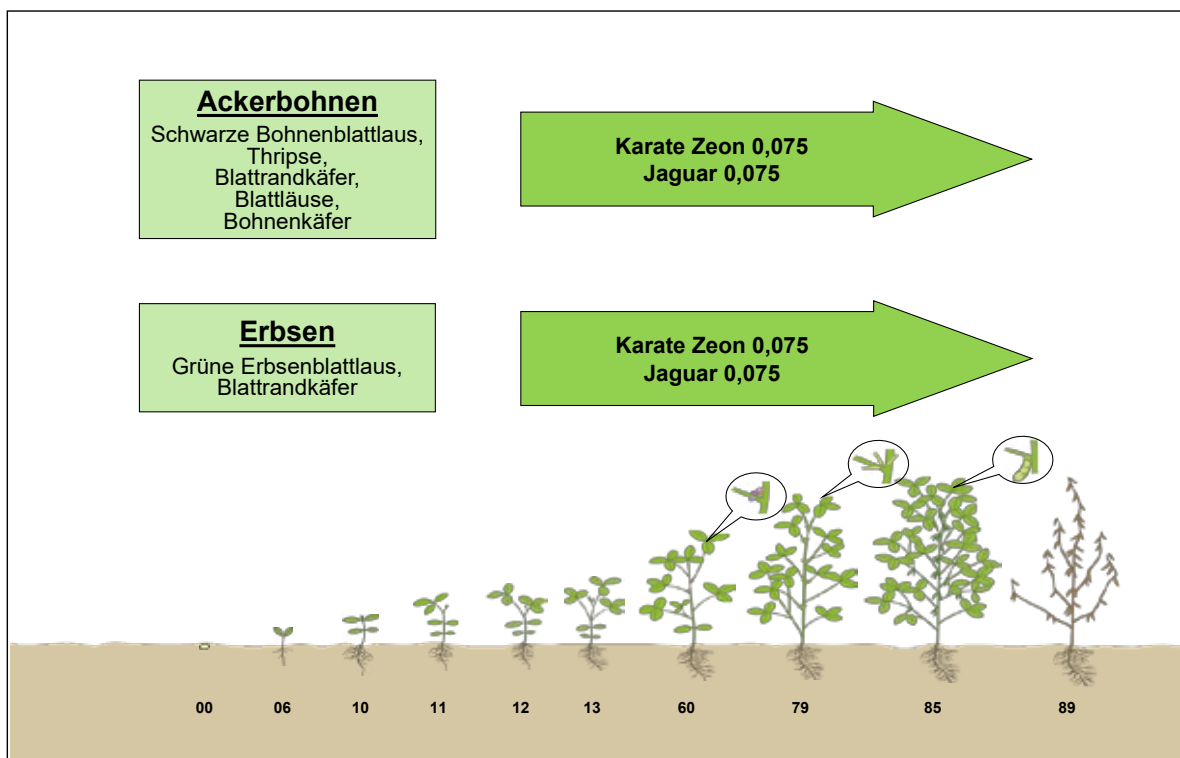 Ackerbohnen
Schwarze Bohnenblattlaus,
Thripse,
Blattrandkäfer,
Blattläuse,
Bohnenkäfer
Karate Zeon 0,075
Jaguar 0,075
Erbsen
Grüne Erbsenblattlaus,
Blattrandkäfer
Karate Zeon 0,075
Jaguar 0,075
00 06 10 11 12 13 60 79 85 89